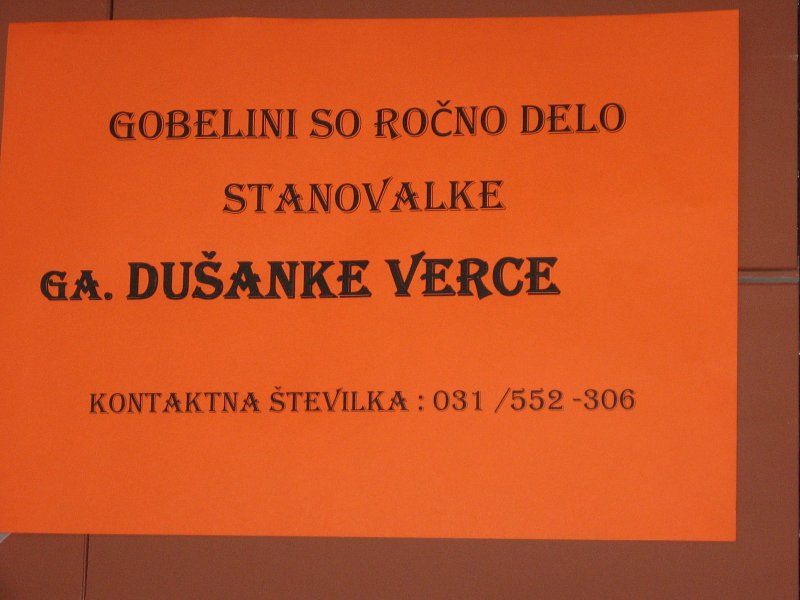 GOBELINI SO ROČNO DELO
STANOVALKE
GA. DUŠANKE VERCE
KONTAKTNA ŠTEVILKA : 031 /552 -306